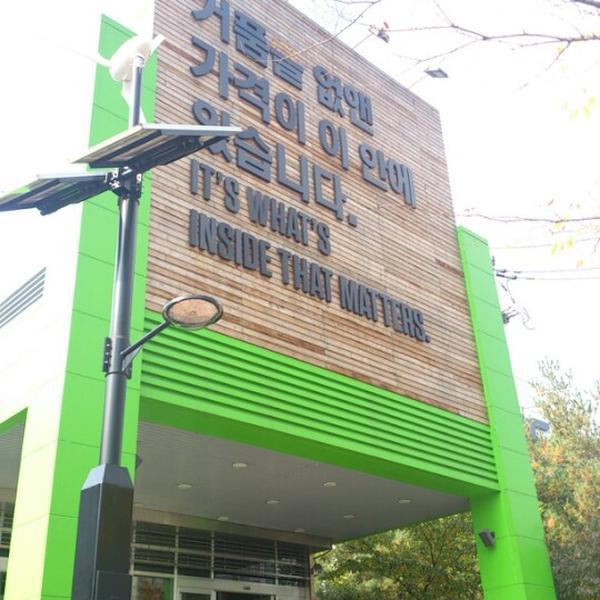 거품을 없앤
가격이 이 안에
있습니다.
IT'S WHAT'S
INSIDE THAT MATTERS.